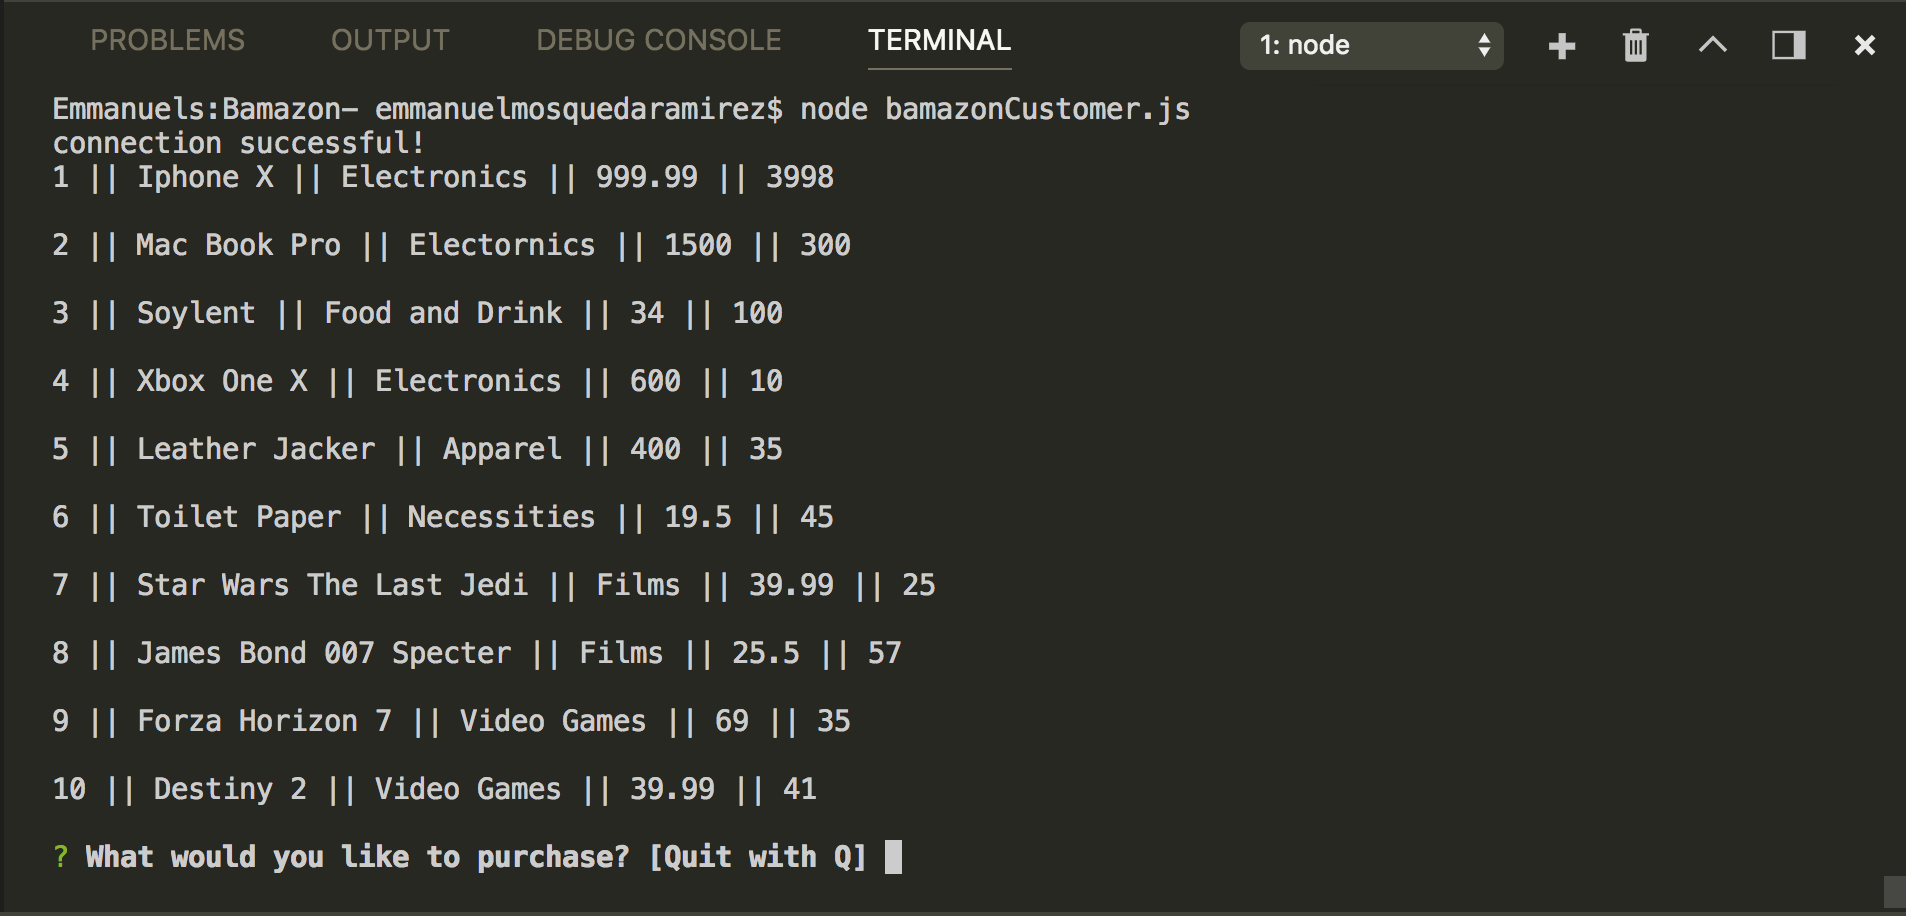 PROBLEMS OUTPUT DEBUG CONSOLE TERMINAL 1: node
Emmanuels:Bamazon- emmanuelmosquedaramirez$ node bamazonCustomer.js
connection successful!
1 || Iphone X || Electronics || 999.99 || 3998
2 || Mac Book Pro || Electornics || 1500 || 300
3 || Soylent || Food and Drink || 34 || 100
4 || Xbox One X || Electronics || 600 || 10
5 || Leather Jacker || Apparel || 400 || 35
6 || Toilet Paper || Necessities || 19.5 || 45
7 || Star Wars The Last Jedi || Films || 39.99 || 25
8 || James Bond 007 Specter || Films || 25.5 || 57
9 || Forza Horizon 7 || Video Games || 69 || 35
10 || Destiny 2 || Video Games || 39.99 || 41
? What would you like to purchase? [Quit with Q]